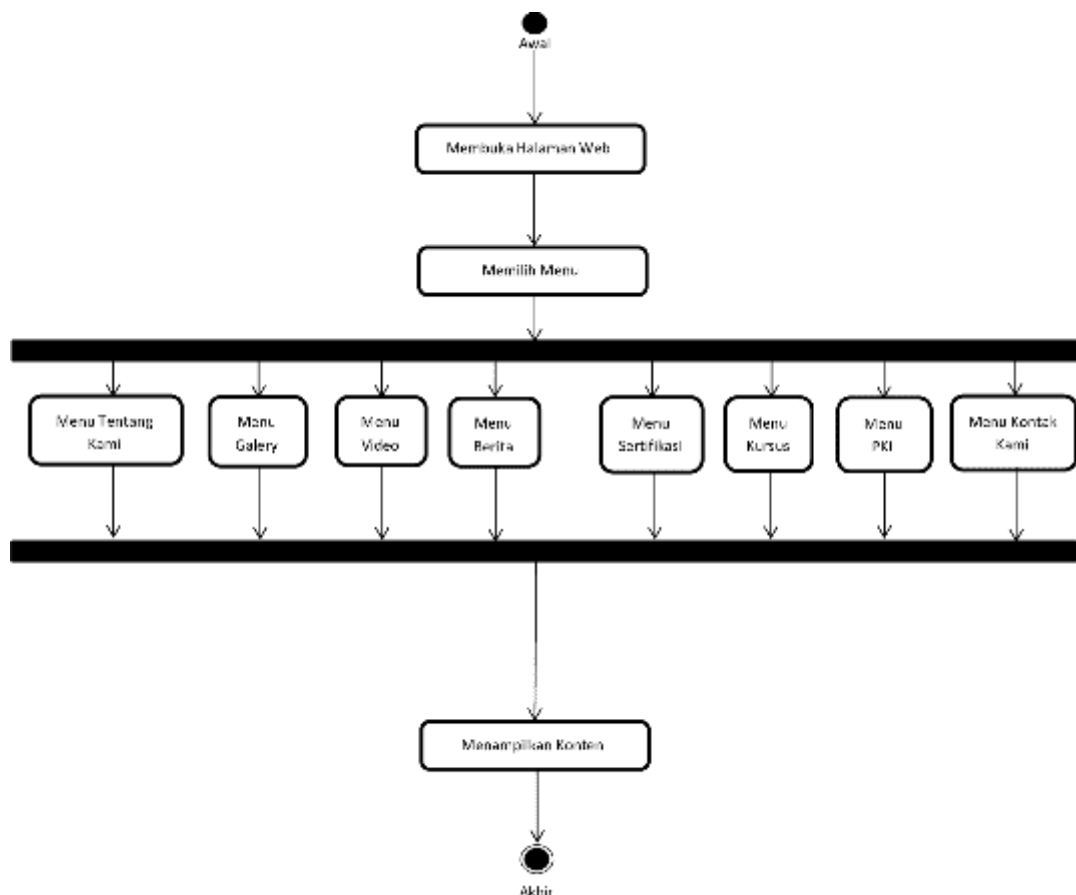 Awal
Membuka Halaman Web
Memilih Menu
Menu Tentang
Kami
Menu
Galery
Menu
Video
Menu
Berita
Menu
Sertifikasi
Menu
Kursus
Menu
PKI
Menu Kontak
Kami
Menampilkan Konten
Akhir